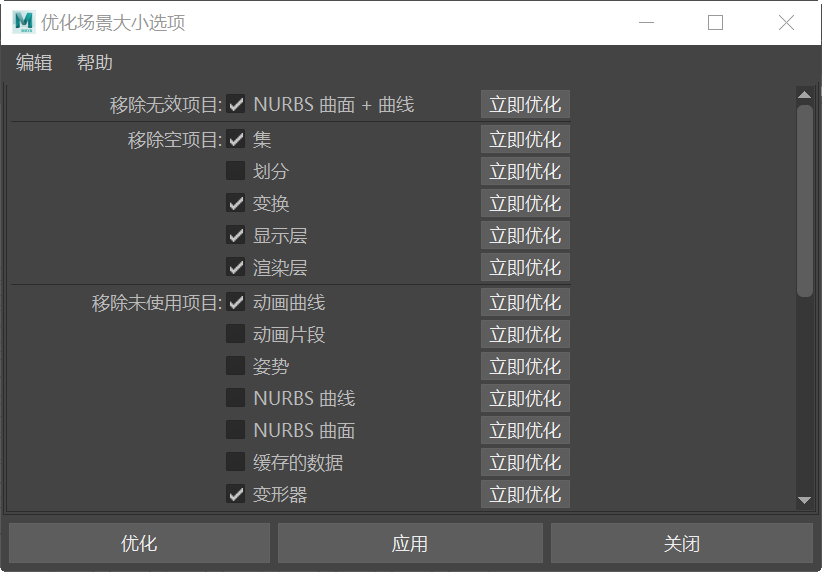 优化场景大小选项
编辑 帮助
移除无效项目: NURBS 曲面 + 曲线 立即优化
移除空项目: 集 立即优化
划分 立即优化
变换 立即优化
显示层 立即优化
渲染层 立即优化
移除未使用项目: 动画曲线 立即优化
动画片段 立即优化
姿势 立即优化
NURBS 曲线 立即优化
NURBS 曲面 立即优化
缓存的数据 立即优化
变形器 立即优化
优化 应用 关闭